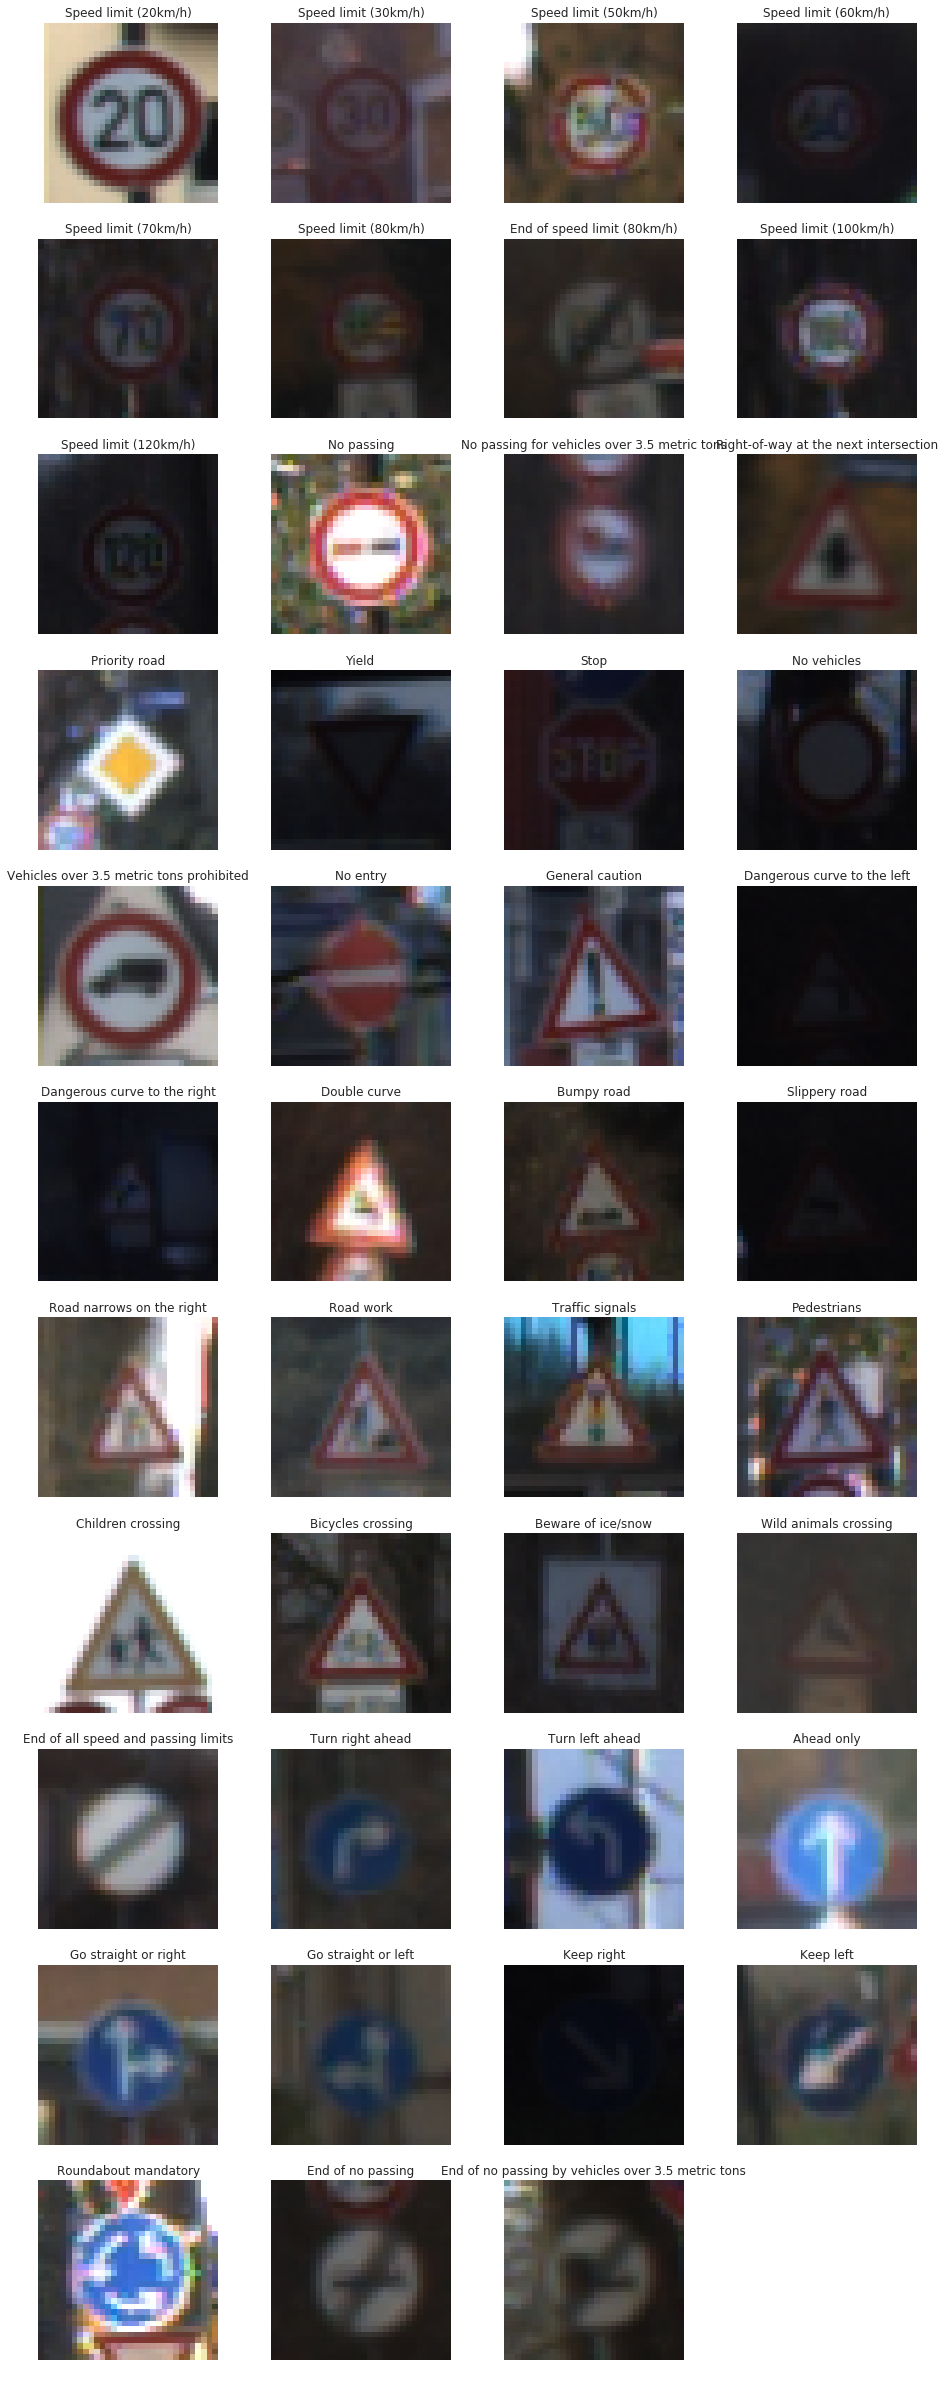 Speed limit (20km/h)
Speed limit (30km/h)
Speed limit (50km/h)
Speed limit (60km/h)
20
30
Speed limit (70km/h)
Speed limit (80km/h)
End of speed limit (80km/h)
Speed limit (100km/h)
70
Speed limit (120km/h)
No passing
No passing for vehicles over 3.5 metric tons
Right-of-way at the next intersection
Priority road
Yield
Stop
No vehicles
STOP
Vehicles over 3.5 metric tons prohibited
No entry
General caution
Dangerous curve to the left
Dangerous curve to the right
Double curve
Bumpy road
Slippery road
Road narrows on the right
Road work
Traffic signals
Pedestrians
Children crossing
Bicycles crossing
Beware of ice/snow
Wild animals crossing
End of all speed and passing limits
Turn right ahead
Turn left ahead
Ahead only
Go straight or right
Go straight or left
Keep right
Keep left
Roundabout mandatory
End of no passing
End of no passing by vehicles over 3.5 metric tons